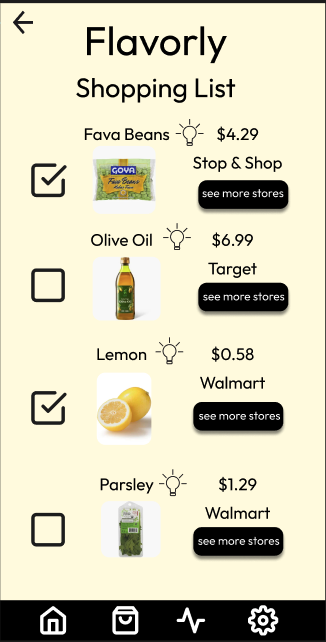 Flavorly
Shopping List
Fava Beans $4.29
Stop & Shop
GOYA
Fava Beans
see more stores
Olive Oil $6.99
Target
see more stores
Lemon $0.58
Walmart
see more stores
Parsley $1.29
Walmart
see more stores